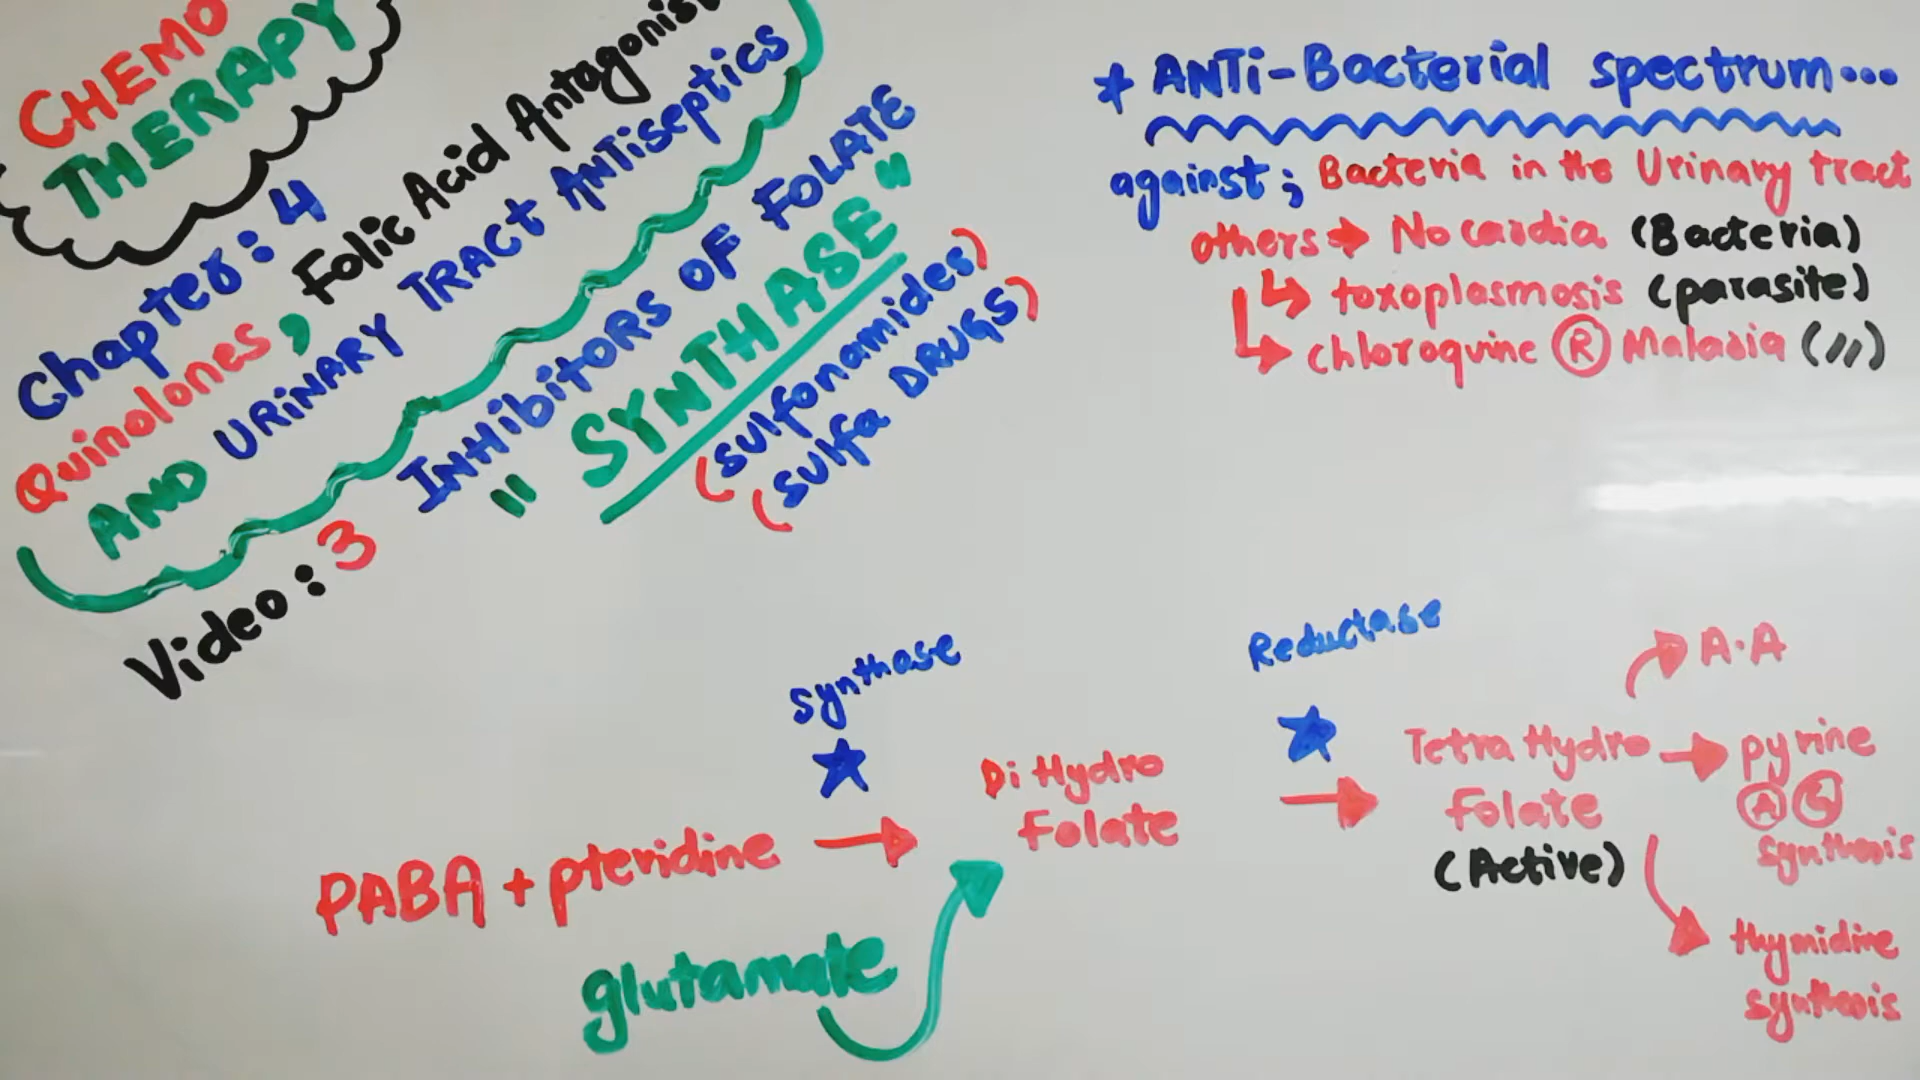 CHEMO
THERAPY
Chapter: 4
Quinolones, Folic Acid Antagonist
AND URINARY TRACT ANTiseptics
Video: 3
INHibitORS OF FOLATE
"SYNTHASE"
(sulfonamides)
(sulfa DRUGS)
* ANTi-Bacterial spectrum...
against; Bacteria in the Urinary tract
others → Nocardia (Bacteria)
↳ toxoplasmosis (parasite)
↳ chloroquine Ⓡ Malaria (〃)
Synthase
Reductase
PABA + pteridine →
Di Hydro
Folate
glutamate
→
Tetra Hydro
Folate
(Active)
A.A
→ pyrine
Ⓐ Ⓖ
synthesis
thymidine
synthesis